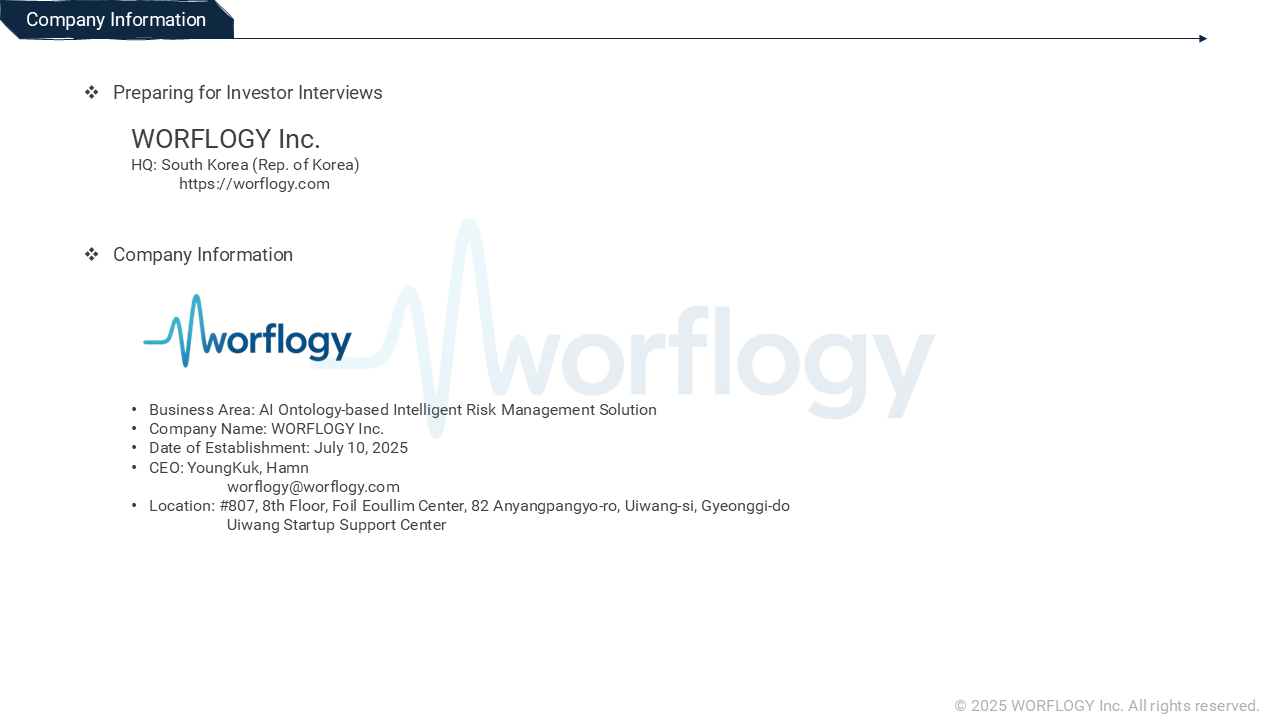 Company Information
❖ Preparing for Investor Interviews
WORFLOGY Inc.
HQ: South Korea (Rep. of Korea)
https://worflogy.com
❖ Company Information
worflogy
worflogy
• Business Area: AI Ontology-based Intelligent Risk Management Solution
• Company Name: WORFLOGY Inc.
• Date of Establishment: July 10, 2025
• CEO: YoungKuk, Hamn
worflogy@worflogy.com
• Location: #807, 8th Floor, Foil Eoullim Center, 82 Anyangpangyo-ro, Uiwang-si, Gyeonggi-do
Uiwang Startup Support Center
© 2025 WORFLOGY Inc. All rights reserved.